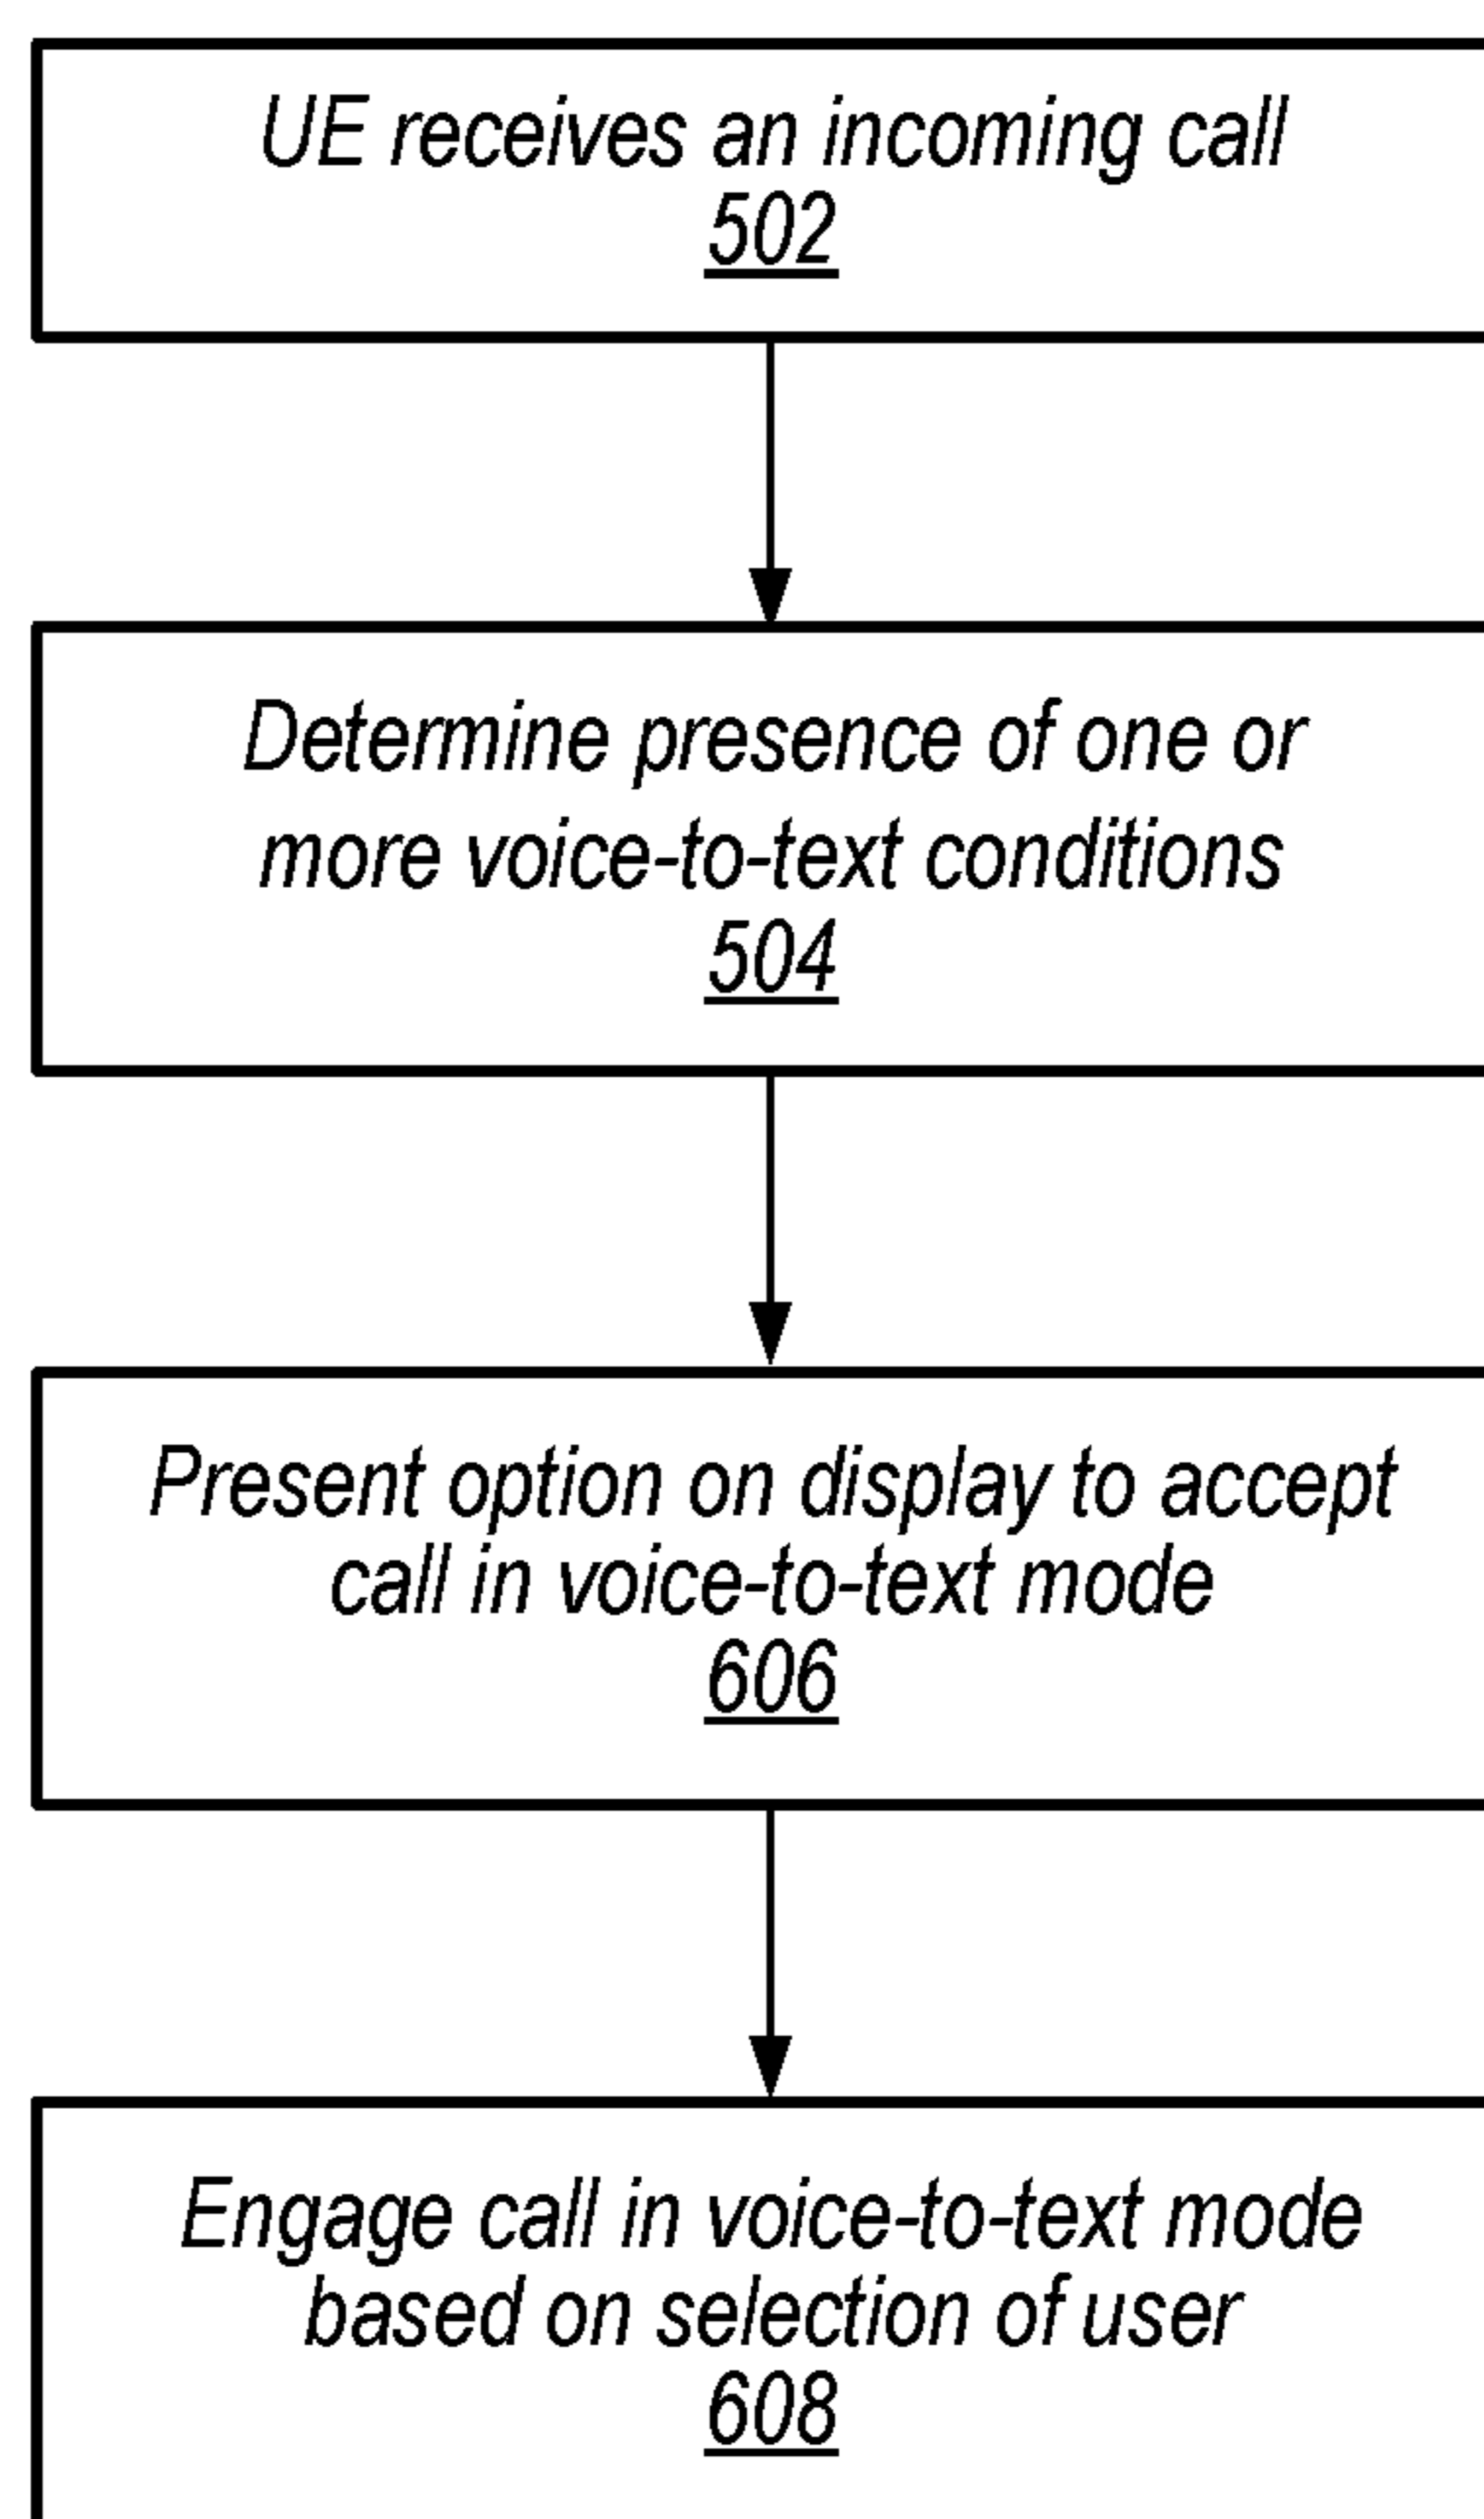 UE receives an incoming call
502
Determine presence of one or
more voice-to-text conditions
504
Present option on display to accept
call in voice-to-text mode
606
Engage call in voice-to-text mode
based on selection of user
608